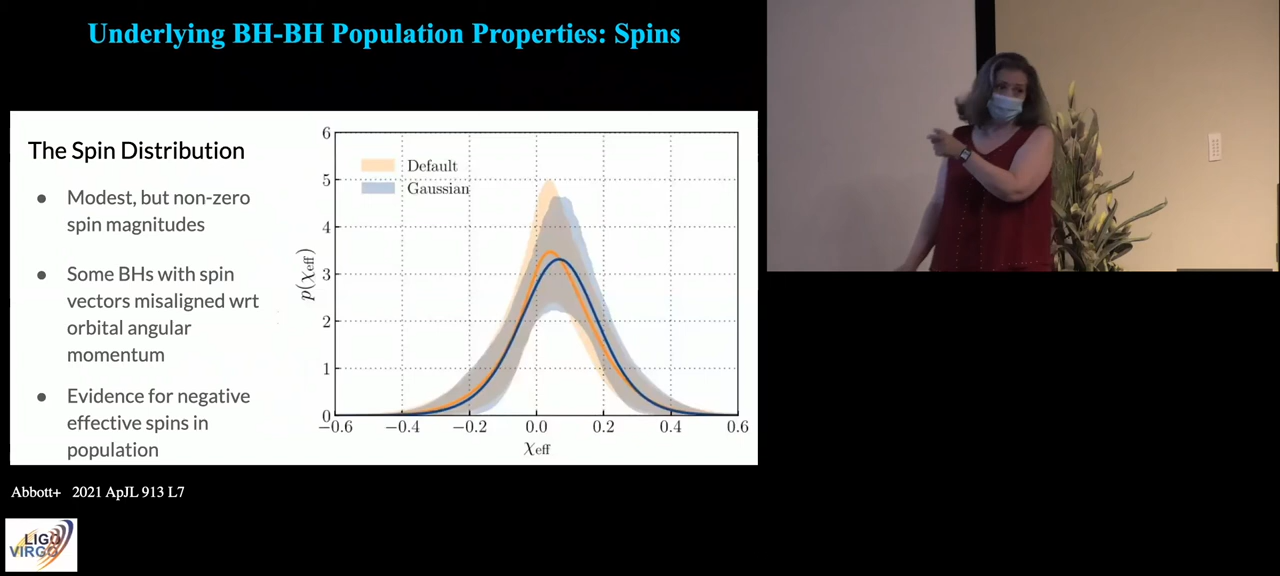 Underlying BH-BH Population Properties: Spins
The Spin Distribution
● Modest, but non-zero
spin magnitudes
● Some BHs with spin
vectors misaligned wrt
orbital angular
momentum
● Evidence for negative
effective spins in
population
6
5
4
3
2
1
0
p(χeff)
Default
Gaussian
−0.6 −0.4 −0.2 0.0 0.2 0.4 0.6
χeff
Abbott+ 2021 ApJL 913 L7
LIGO
VIRGO